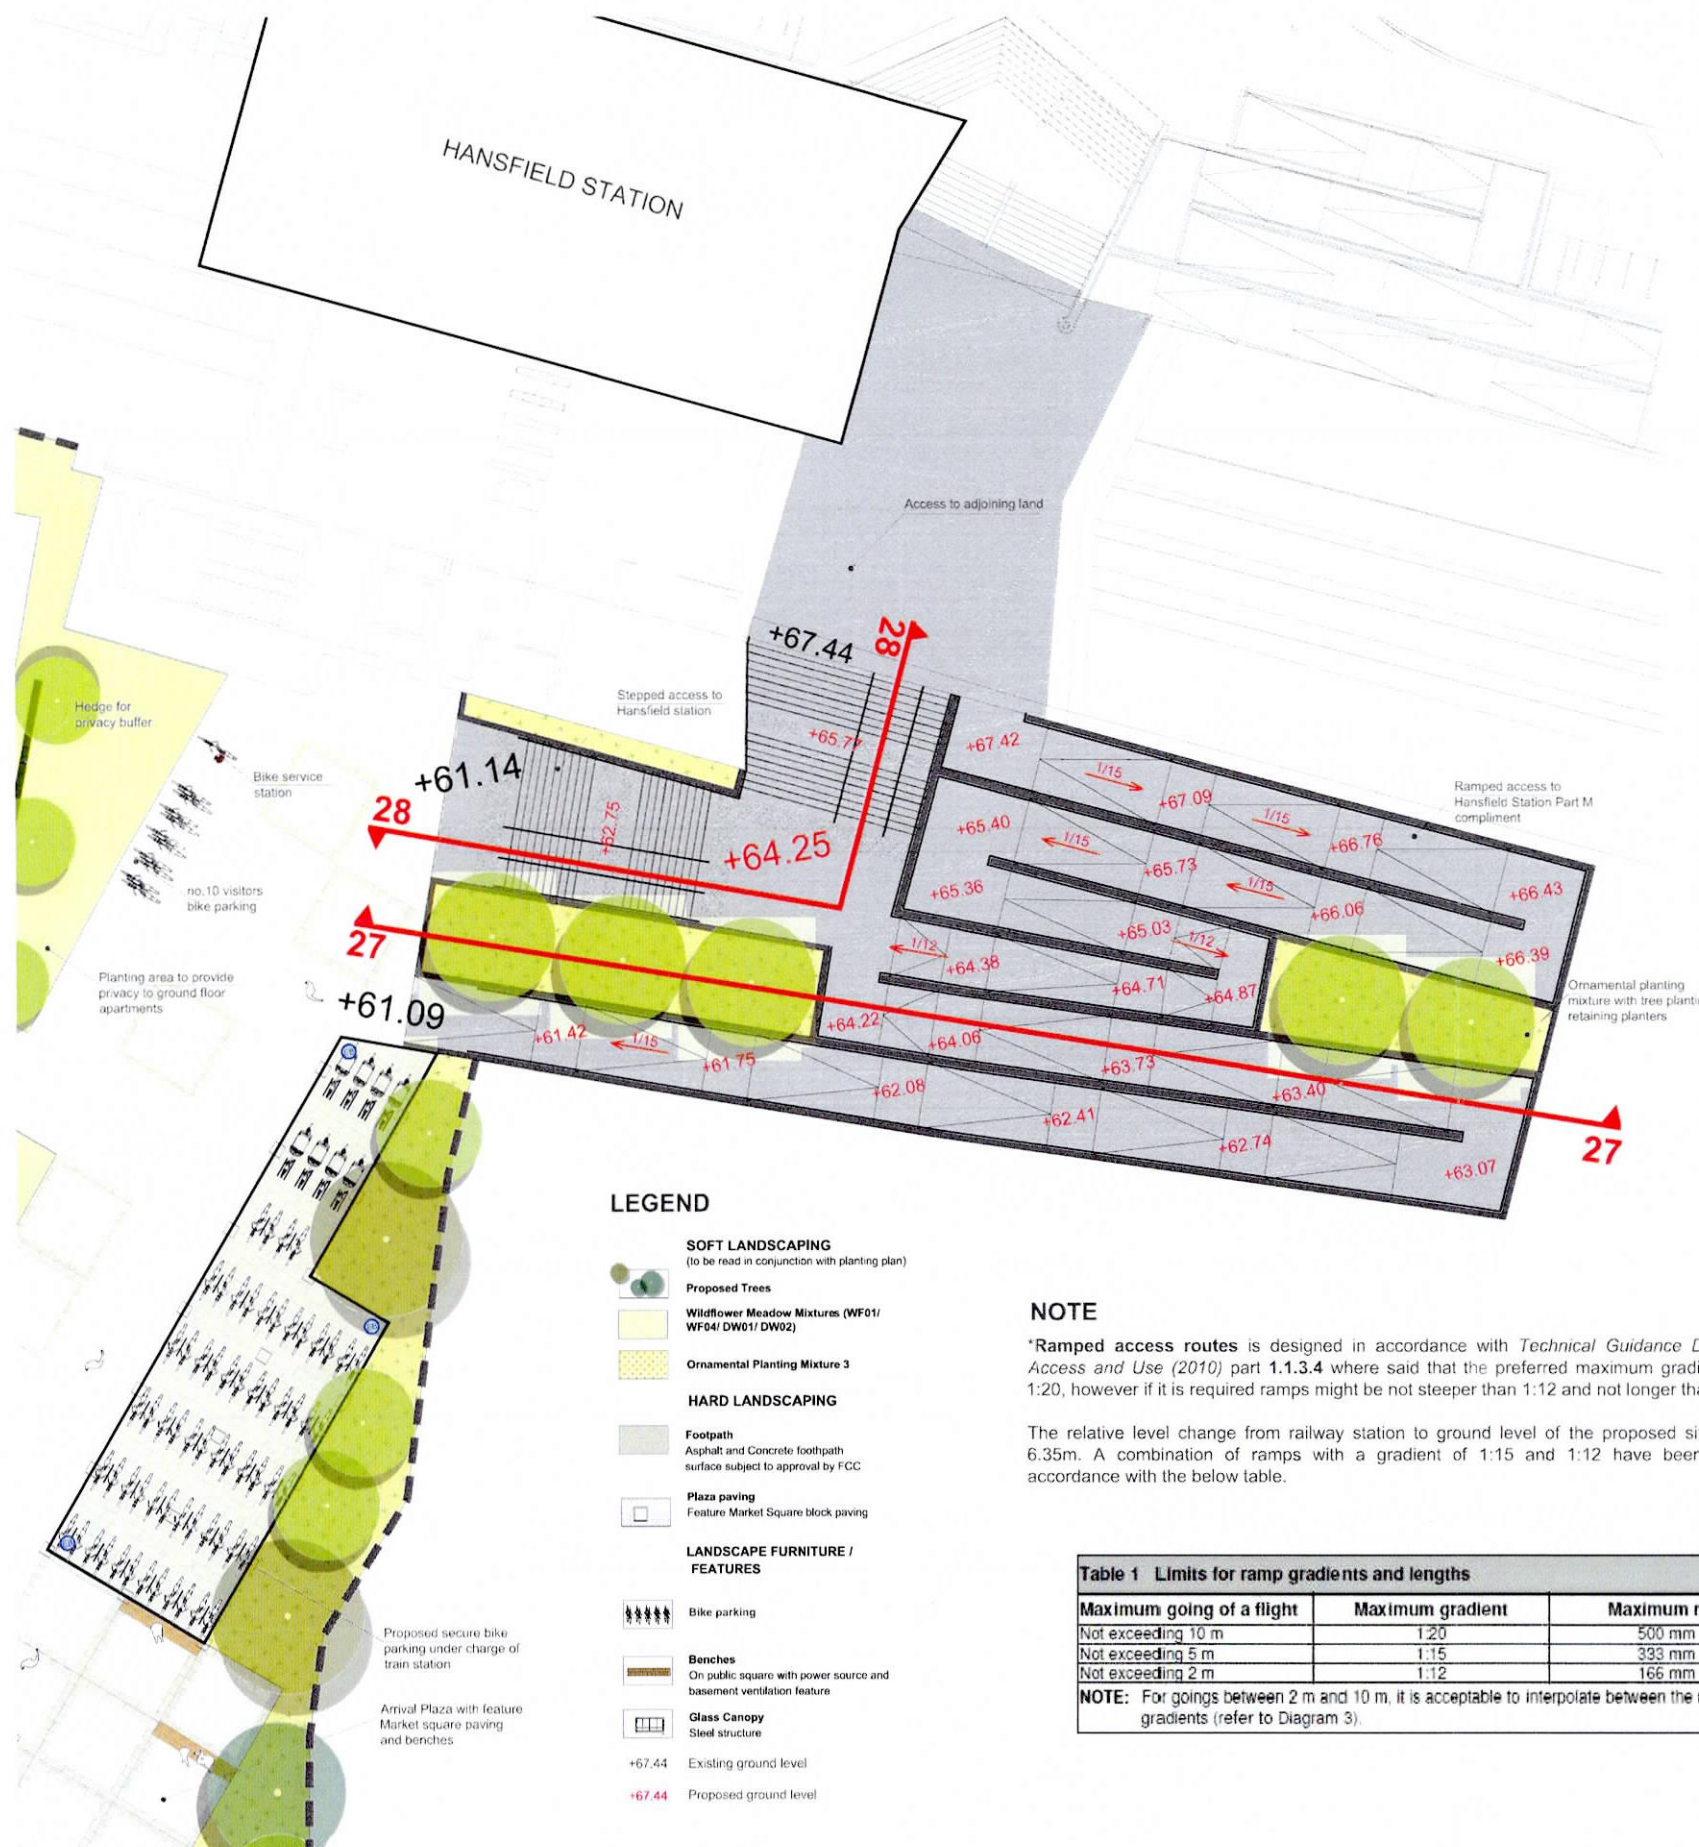 HANSFIELD STATION
Access to adjoining land
+67.44
28
Stepped access to
Hansfield station
Hedge for
privacy buffer
+65.77
+67.42
+61.14
Bike service
station
1/15
+67.09
Ramped access to
Hansfield Station Part M
compliment
28
+62.75
+64.25
+65.40
1/15
1/15
+66.76
+65.73
+65.36
1/15
+66.43
no.10 visitors
bike parking
+66.06
+65.03
27
1/12
1/12
+66.39
+64.38
Planting area to provide
privacy to ground floor
apartments
+64.71
+64.87
Ornamental planting
mixture with tree
retaining planters
+61.09
+64.22
+61.42
1/15
+64.06
+61.75
+63.73
+62.08
+63.40
+62.41
+62.74
27
+63.07
LEGEND
SOFT LANDSCAPING
(to be read in conjunction with planting plan)
Proposed Trees
Wildflower Meadow Mixtures (WF01/
WF04/ DW01/ DW02)
Ornamental Planting Mixture 3
HARD LANDSCAPING
Footpath
Asphalt and Concrete foothpath
surface subject to approval by FCC
Plaza paving
Feature Market Square block paving
LANDSCAPE FURNITURE /
FEATURES
Bike parking
Benches
On public square with power source and
basement ventilation feature
Glass Canopy
Steel structure
+67.44 Existing ground level
+67.44 Proposed ground level
Proposed secure bike
parking under charge of
train station
Arrival Plaza with feature
Market square paving
and benches
NOTE
*Ramped access routes is designed in accordance with Technical Guidance
Access and Use (2010) part 1.1.3.4 where said that the preferred maximum
1:20, however if it is required ramps might be not steeper than 1:12 and not longer
The relative level change from railway station to ground level of the proposed
6.35m. A combination of ramps with a gradient of 1:15 and 1:12 have been
accordance with the below table.
Table 1 Limits for ramp gradients and lengths
Maximum going of a flight Maximum gradient Maximum
Not exceeding 10 m 1:20 500 mm
Not exceeding 5 m 1:15 333 mm
Not exceeding 2 m 1:12 166 mm
NOTE: For goings between 2 m and 10 m, it is acceptable to interpolate between the
gradients (refer to Diagram 3).